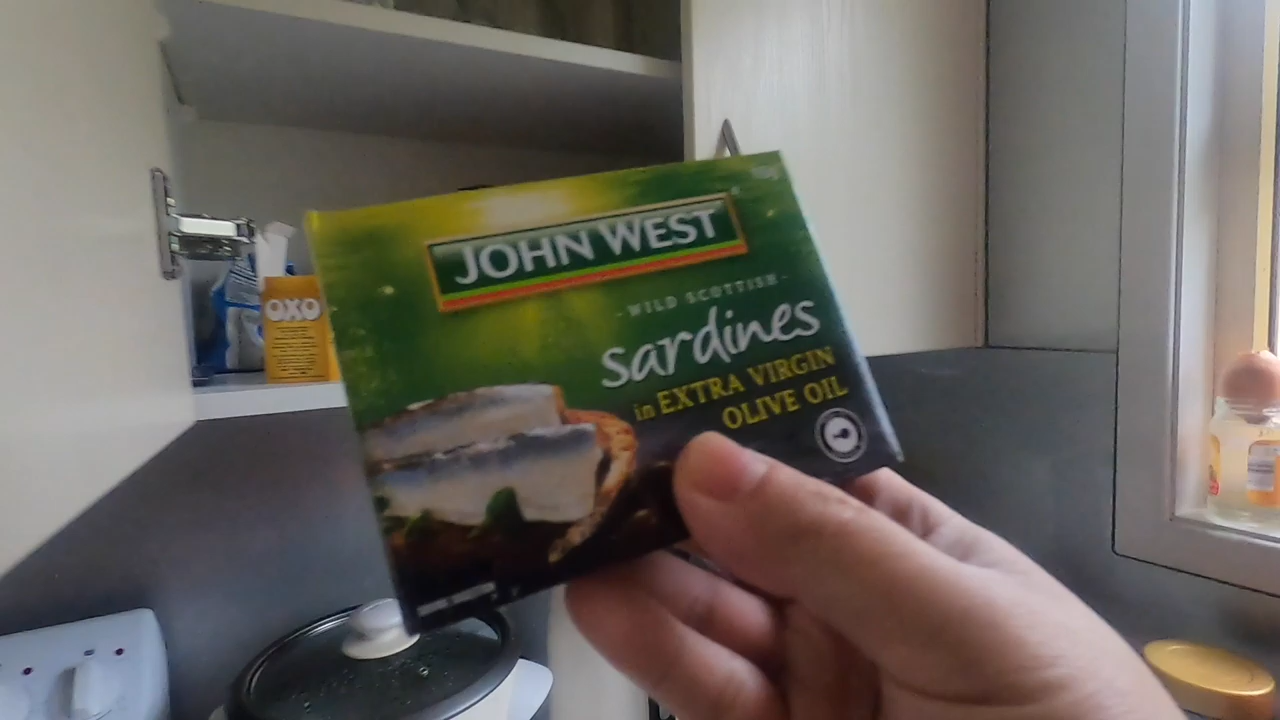 JOHN WEST
- WILD SCOTTISH -
sardines
in EXTRA VIRGIN
OLIVE OIL
OXO